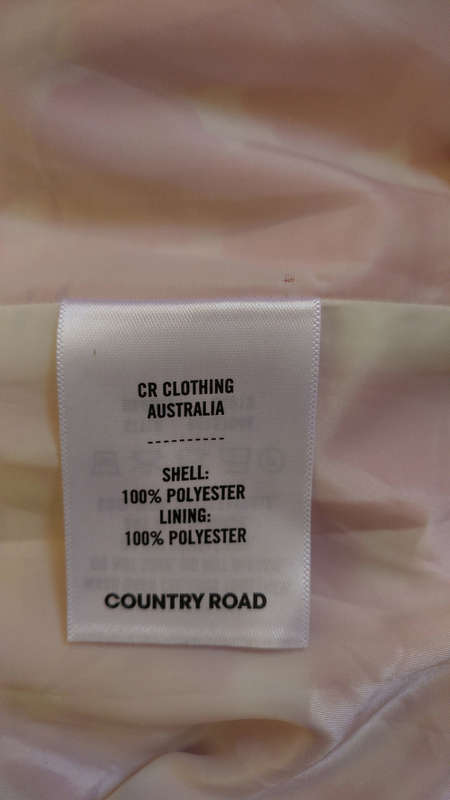 CR CLOTHING
AUSTRALIA
----------
SHELL:
100% POLYESTER
LINING:
100% POLYESTER
COUNTRY ROAD